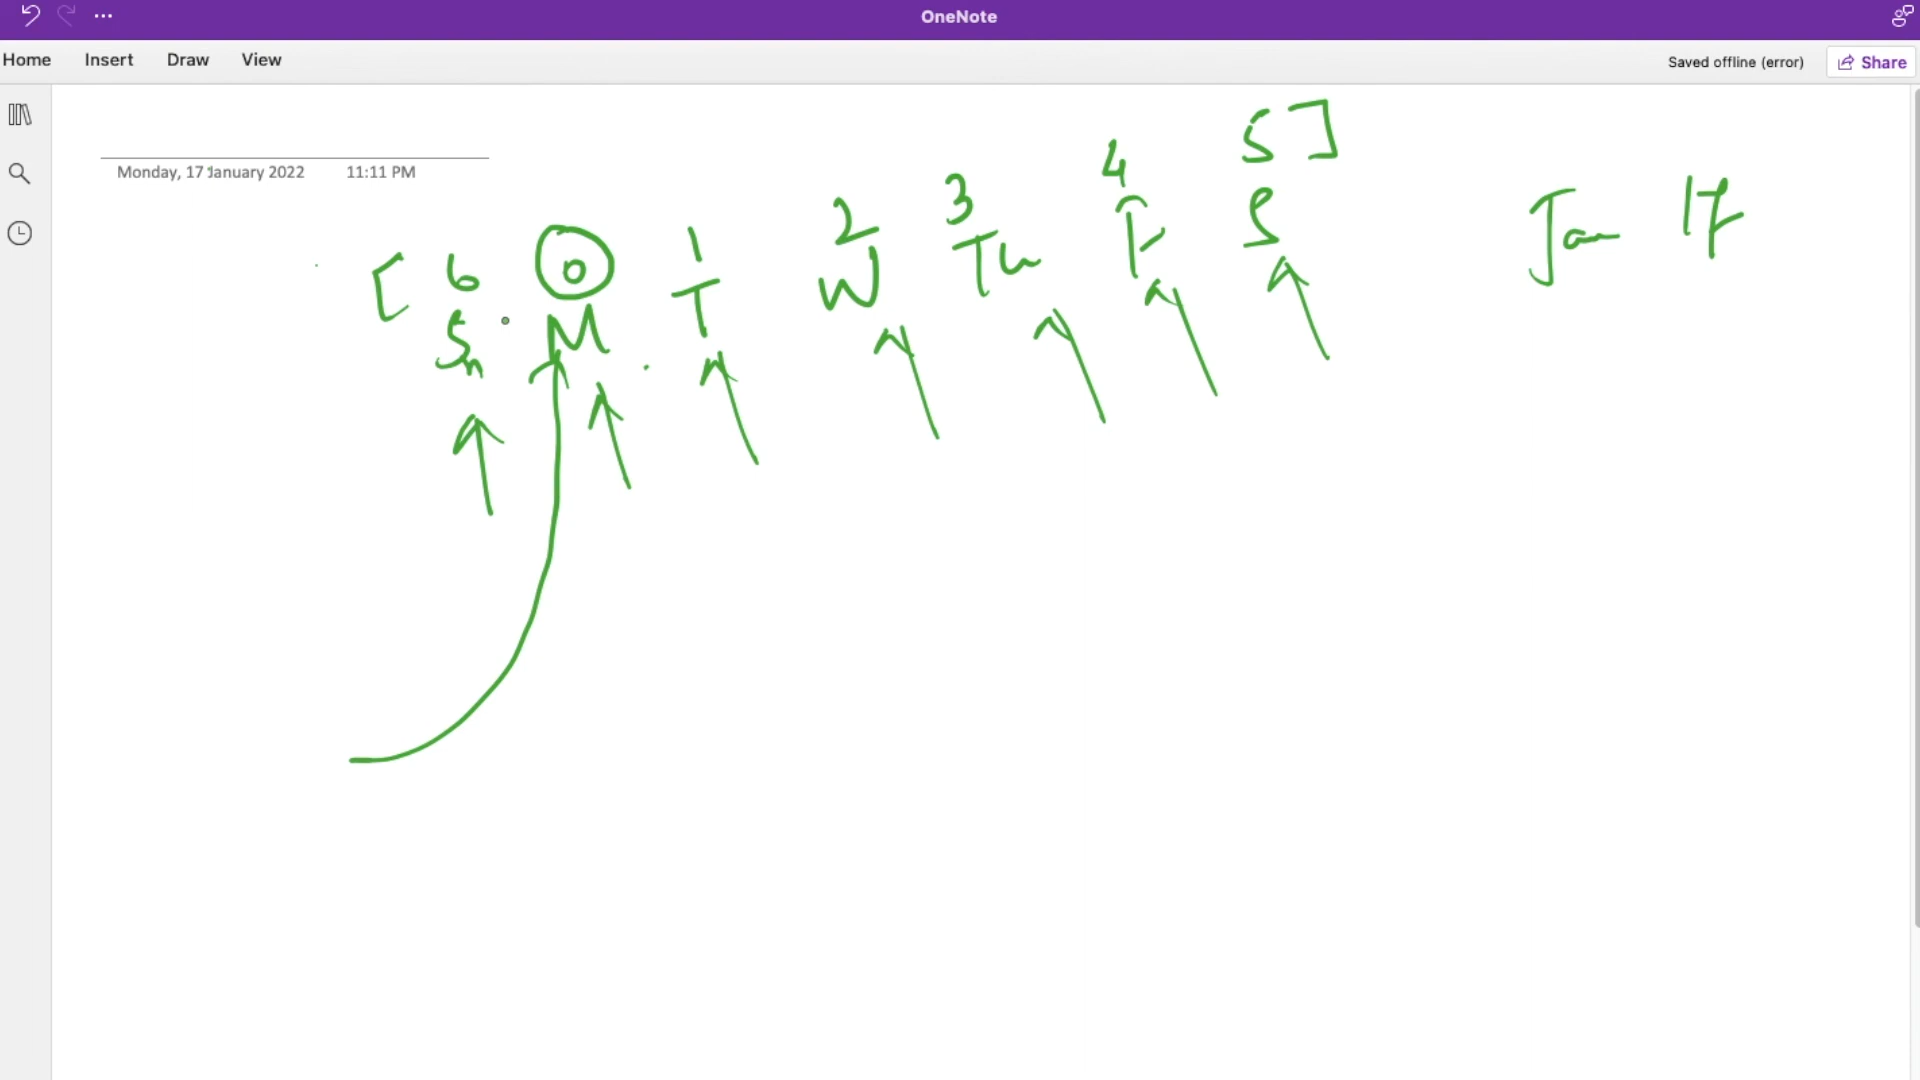 OneNote
Home Insert Draw View
Saved offline (error) Share
Monday, 17 January 2022 11:11 PM
[ 6 0 1 2 3 4 5 ]
Sn M T W Th F S
Jan 17